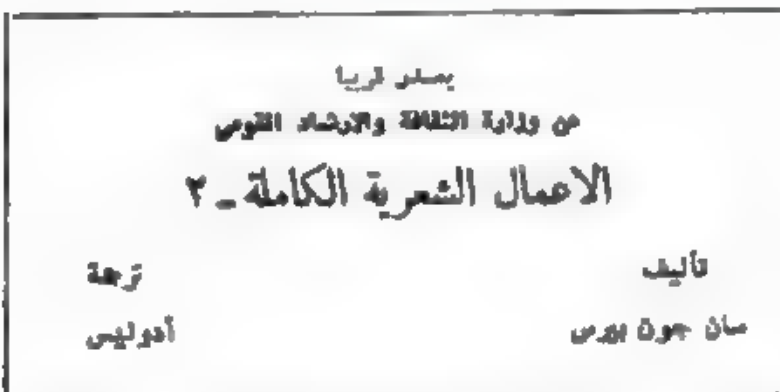 يصدر قريبا
عن وزارة الثقافة والارشاد القومي
الاعمال الشعرية الكاملة - ٢
تأليف
ترجمة
سان جون بيرس
أدونيس